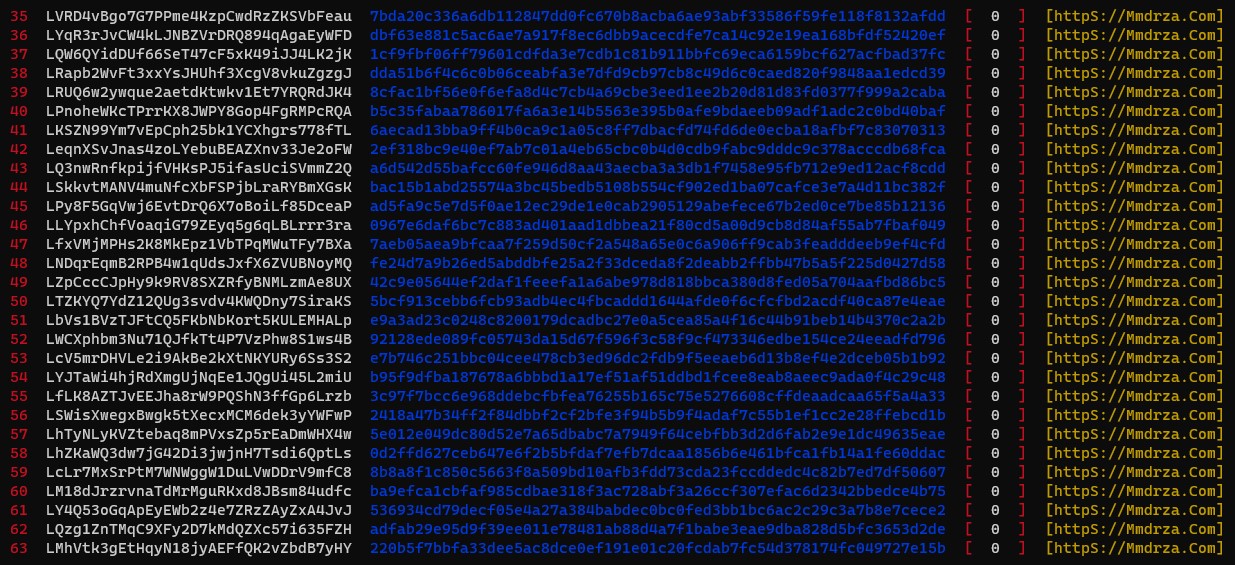 35 LVRD4vBgo7G7PPme4KzpCwdRzZKSVbFeau 7bda20c336a6db112847dd0fc670b8acba6ae93abf33586f59fe118f8132afdd [ 0 ] [httpS://Mmdrza.Com]
36 LYqR3rJvCW4kLJNBZVrDRQ894qAgaEyWFD dbf63e881c5ac6ae7a917f8ec6dbb9acecdfe7ca14c92e19ea168bfdf52420ef [ 0 ] [httpS://Mmdrza.Com]
37 LQW6QYidDUf66SeT47cF5xK49iJJ4LK2jK 1cf9fbf06ff79601cdfda3e7cdb1c81b911bbfc69eca6159bcf627acfbad37fc [ 0 ] [httpS://Mmdrza.Com]
38 LRapb2WvFt3xxYsJHUhf3XcgV8vkuZgzgJ dda51b6f4c6c0b06ceabfa3e7dfd9cb97cb8c49d6c0caed820f9848aa1edcd39 [ 0 ] [httpS://Mmdrza.Com]
39 LRUQ6w2ywque2aetdKtwkv1Et7YRQRdJK4 8cfac1bf56e0f6efa8d4c7cb4a69cbe3eed1ee2b20d81d83fd0377f999a2caba [ 0 ] [httpS://Mmdrza.Com]
40 LPnoheWKcTPrrKX8JWPY8Gop4FgRMPcRQA b5c35fabaa786017fa6a3e14b5563e395b0afe9bdaeeb09adf1adc2c0bd40baf [ 0 ] [httpS://Mmdrza.Com]
41 LKSZN99Ym7vEpCph25bk1YCXhgrs778fTL 6aecad13bba9ff4b0ca9c1a05c8ff7dbacfd74fd6de0ecba18afbf7c83070313 [ 0 ] [httpS://Mmdrza.Com]
42 LeqnXSvJnas4zoLYebuBEAZXnv33Je2oFW 2ef318bc9e40ef7ab7c01a4eb65cbc0b4d0cdb9fabc9dddc9c378acccdb68fca [ 0 ] [httpS://Mmdrza.Com]
43 LQ3nwRnfkpijfVHKsPJ5ifasUciSVmmZ2Q a6d542d55bafcc60fe946d8aa43aecba3a3db1f7458e95fb712e9ed12acf8cdd [ 0 ] [httpS://Mmdrza.Com]
44 LSkkvtMANV4muNfcXbFSPjbLraRYBmXGsK bac15b1abd25574a3bc45bedb5108b554cf902ed1ba07cafce3e7a4d11bc382f [ 0 ] [httpS://Mmdrza.Com]
45 LPy8F5GqVwj6EvtDrQ6X7oBoiLf85DceaP ad5fa9c5e7d5f0ae12ec29de1e0cab2905129abefece67b2ed0ce7be85b12136 [ 0 ] [httpS://Mmdrza.Com]
46 LLYpxhChfVoaqiG79ZEyq5g6qLBLrrr3ra 0967e6daf6bc7c883ad401aad1dbbea21f80cd5a00d9cb8d84af55ab7fbaf049 [ 0 ] [httpS://Mmdrza.Com]
47 LfxVMjMPHs2K8MkEpz1VbTPqMWuTFy7BXa 7aeb05aea9bfcaa7f259d50cf2a548a65e0c6a906ff9cab3feadddeeb9ef4cfd [ 0 ] [httpS://Mmdrza.Com]
48 LNDqrEqmB2RPB4w1qUdsJxfX6ZVUBNoyMQ fe24d7a9b26ed5abddbfe25a2f33dceda8f2deabb2ffbb47b5a5f225d0427d58 [ 0 ] [httpS://Mmdrza.Com]
49 LZpCccCJpHy9k9RV8SXZRfyBNMLzmAe8UX 42c9e05644ef2daf1feeefa1a6abe978d818bbca380d8fed05a704aafbd86bc5 [ 0 ] [httpS://Mmdrza.Com]
50 LTZKYQ7YdZ12QUg3svdv4KWQDny7SiraKS 5bcf913cebb6fcb93adb4ec4fbcaddd1644afde0f6cfcfbd2acdf40ca87e4eae [ 0 ] [httpS://Mmdrza.Com]
51 LbVs1BVzTJFtCQ5FKbNbKort5KULEMHALp e9a3ad23c0248c8200179dcadbc27e0a5cea85a4f16c44b91beb14b4370c2a2b [ 0 ] [httpS://Mmdrza.Com]
52 LWCXphbm3Nu71QJfkTt4P7VzPhw8S1ws4B 92128ede089fc05743da15d67f596f3c58f9cf473346edbe154ce24eeadfd796 [ 0 ] [httpS://Mmdrza.Com]
53 LcV5mrDHVLe2i9AkBe2kXtNKYURy6Ss3S2 e7b746c251bbc04cee478cb3ed96dc2fdb9f5eeaeb6d13b8ef4e2dceb05b1b92 [ 0 ] [httpS://Mmdrza.Com]
54 LYJTaWi4hjRdXmgUjNqEe1JQgUi45L2miU b95f9dfba187678a6bbbd1a17ef51af51ddbd1fcee8eab8aeec9ada0f4c29c48 [ 0 ] [httpS://Mmdrza.Com]
55 LfLK8AZTJvEEJha8rW9PQShN3ffGp6Lrzb 3c97f7bcc6e968ddebcfbfea76255b165c75e5276608cffdeaadcaa65f5a4a33 [ 0 ] [httpS://Mmdrza.Com]
56 LSWisXwegxBwgk5tXecxMCM6dek3yYWFwP 2418a47b34ff2f84dbbf2cf2bfe3f94b5b9f4adaf7c55b1ef1cc2e28ffebcd1b [ 0 ] [httpS://Mmdrza.Com]
57 LhTyNLyKVZtebaq8mPVxsZp5rEaDmWHX4w 5e012e049dc80d52e7a65dbabc7a7949f64cebfbb3d2d6fab2e9e1dc49635eae [ 0 ] [httpS://Mmdrza.Com]
58 LhZKaWQ3dw7jG42Di3jwjnH7Tsdi6QptLs 0d2ffd627ceb647e6f2b5bfdaf7efb7dcaa1856b6e461bfca1fb14a1fe60ddac [ 0 ] [httpS://Mmdrza.Com]
59 LcLr7MxSrPtM7WNWggW1DuLVwDDrV9mfC8 8b8a8f1c850c5663f8a509bd10afb3fdd73cda23fccddedc4c82b7ed7df50607 [ 0 ] [httpS://Mmdrza.Com]
60 LM18dJrzrvnaTdMrMguRKxd8JBsm84udfc ba9efca1cbfaf985cdbae318f3ac728abf3a26ccf307efac6d2342bbedce4b75 [ 0 ] [httpS://Mmdrza.Com]
61 LY4Q53oGqApEyEWb2z4e7ZRzZAyZxA4JvJ 536934cd79decf05e4a27a384babdec0bc0fed3bb1bc6ac2c29c3a7b8e7cece2 [ 0 ] [httpS://Mmdrza.Com]
62 LQzg1ZnTMqC9XFy2D7kMdQZXc57i635FZH adfab29e95d9f39ee011e78481ab88d4a7f1babe3eae9dba828d5bfc3653d2de [ 0 ] [httpS://Mmdrza.Com]
63 LMhVtk3gEtHqyN18jyAEFfQK2vZbdB7yHY 220b5f7bbfa33dee5ac8dce0ef191e01c20fcdab7fc54d378174fc049727e15b [ 0 ] [httpS://Mmdrza.Com]